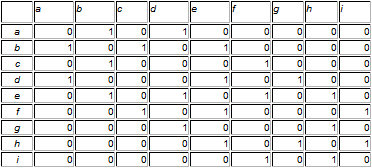 a b c d e f g h i
a 0 1 0 1 0 0 0 0 0
b 1 0 1 0 1 0 0 0 0
c 0 1 0 0 0 1 0 0 0
d 1 0 0 0 1 0 1 0 0
e 0 1 0 1 0 1 0 1 0
f 0 0 1 0 1 0 0 0 1
g 0 0 0 1 0 0 0 1 0
h 0 0 0 0 1 0 1 0 1
i 0 0 0 0 0 1 0 1 0